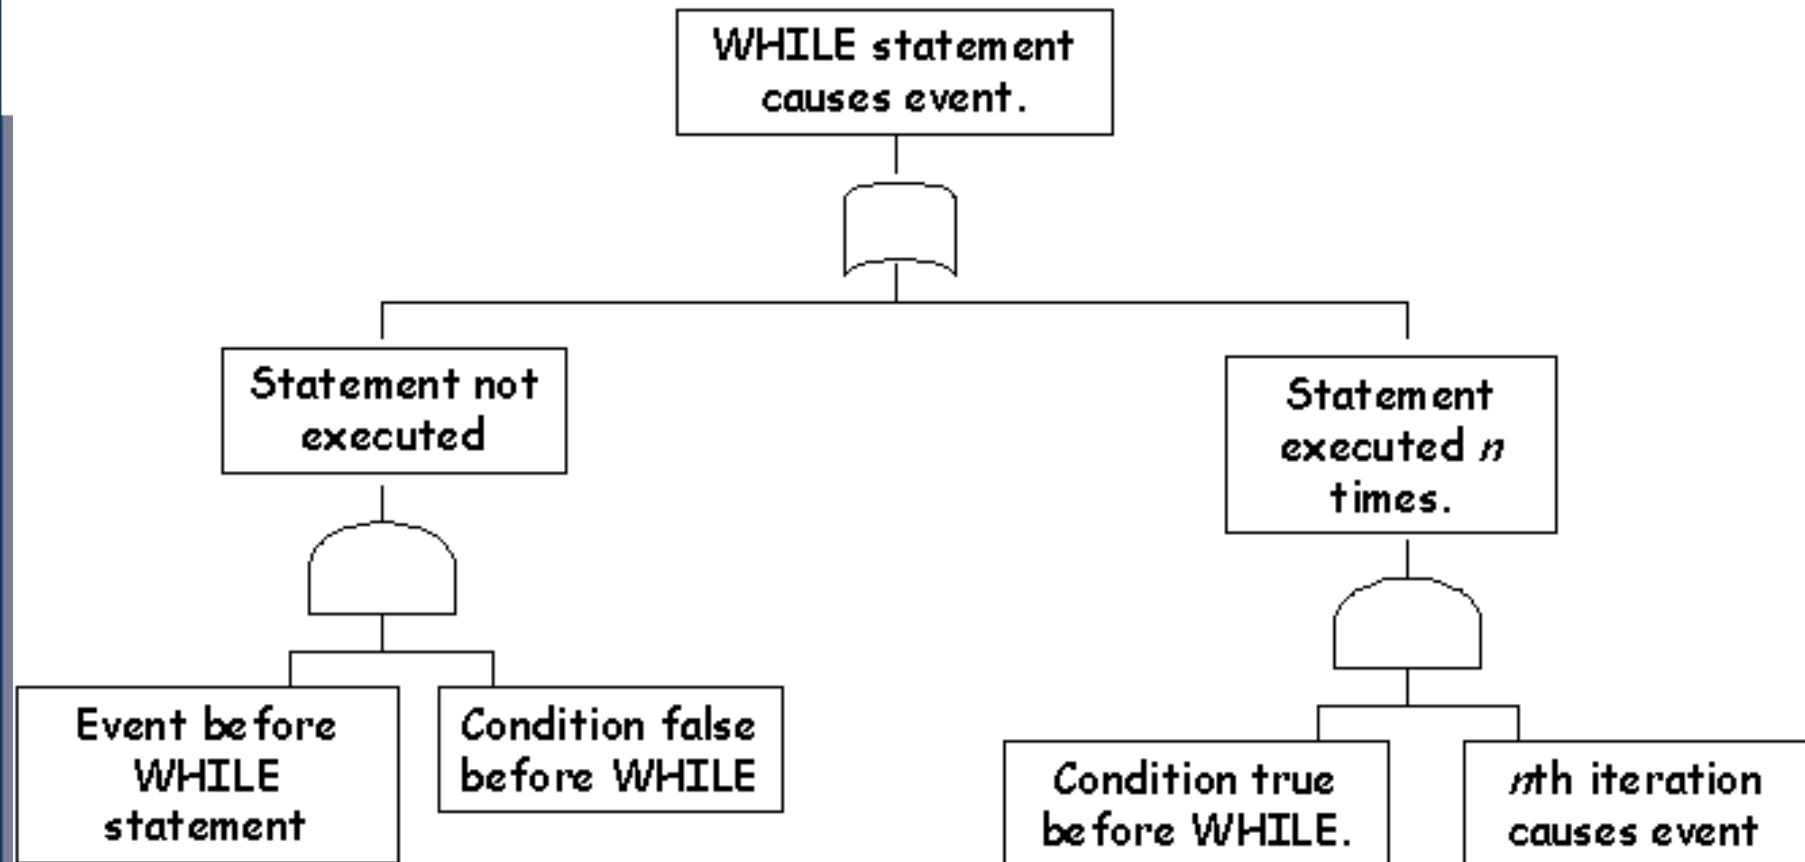 WHILE statement
causes event.
Statement not
executed
Statement
executed n
times.
Event before
WHILE
statement
Condition false
before WHILE
Condition true
before WHILE.
nth iteration
causes event